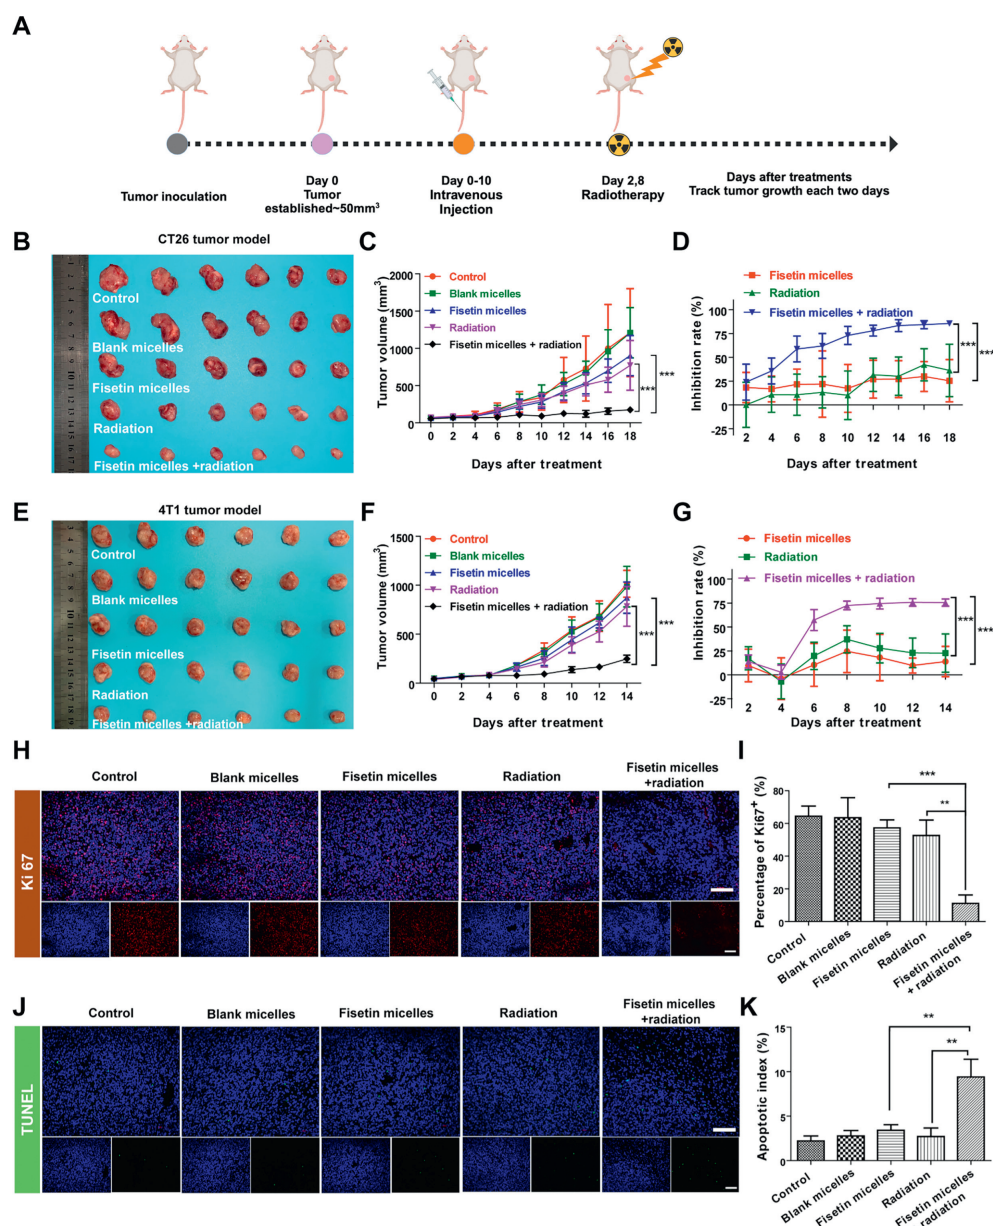 A
Tumor inoculation
Day 0
Tumor
established~50mm³
Day 0-10
Intravenous
Injection
Day 2,8
Radiotherapy
Days after treatments
Track tumor growth each two days
B
CT26 tumor model
Control
Blank micelles
Fisetin micelles
Radiation
Fisetin micelles +radiation
C
Tumor volume (mm³)
2000
1500
1000
500
0
Control
Blank micelles
Fisetin micelles
Radiation
Fisetin micelles + radiation
***
***
0 2 4 6 8 10 12 14 16 18
Days after treatment
D
Inhibition rate (%)
125
100
75
50
25
0
-25
Fisetin micelles
Radiation
Fisetin micelles + radiation
***
***
2 4 6 8 10 12 14 16 18
Days after treatment
E
4T1 tumor model
Control
Blank micelles
Fisetin micelles
Radiation
Fisetin micelles +radiation
F
Tumor volume (mm³)
1500
1000
500
0
Control
Blank micelles
Fisetin micelles
Radiation
Fisetin micelles + radiation
***
***
0 2 4 6 8 10 12 14
Days after treatment
G
Inhibition rate (%)
125
100
75
50
25
0
-25
Fisetin micelles
Radiation
Fisetin micelles + radiation
***
***
2 4 6 8 10 12 14
Days after treatment
H
Control
Blank micelles
Fisetin micelles
Radiation
Fisetin micelles
+radiation
Ki 67
I
Percentage of Ki67⁺ (%)
80
60
40
20
0
***
**
Control
Blank micelles
Fisetin micelles
Radiation
Fisetin micelles
+ radiation
J
Control
Blank micelles
Fisetin micelles
Radiation
Fisetin micelles
+radiation
TUNEL
K
Apoptotic index (%)
15
10
5
0
**
**
Control
Blank micelles
Fisetin micelles
Radiation
Fisetin micelles
radiation